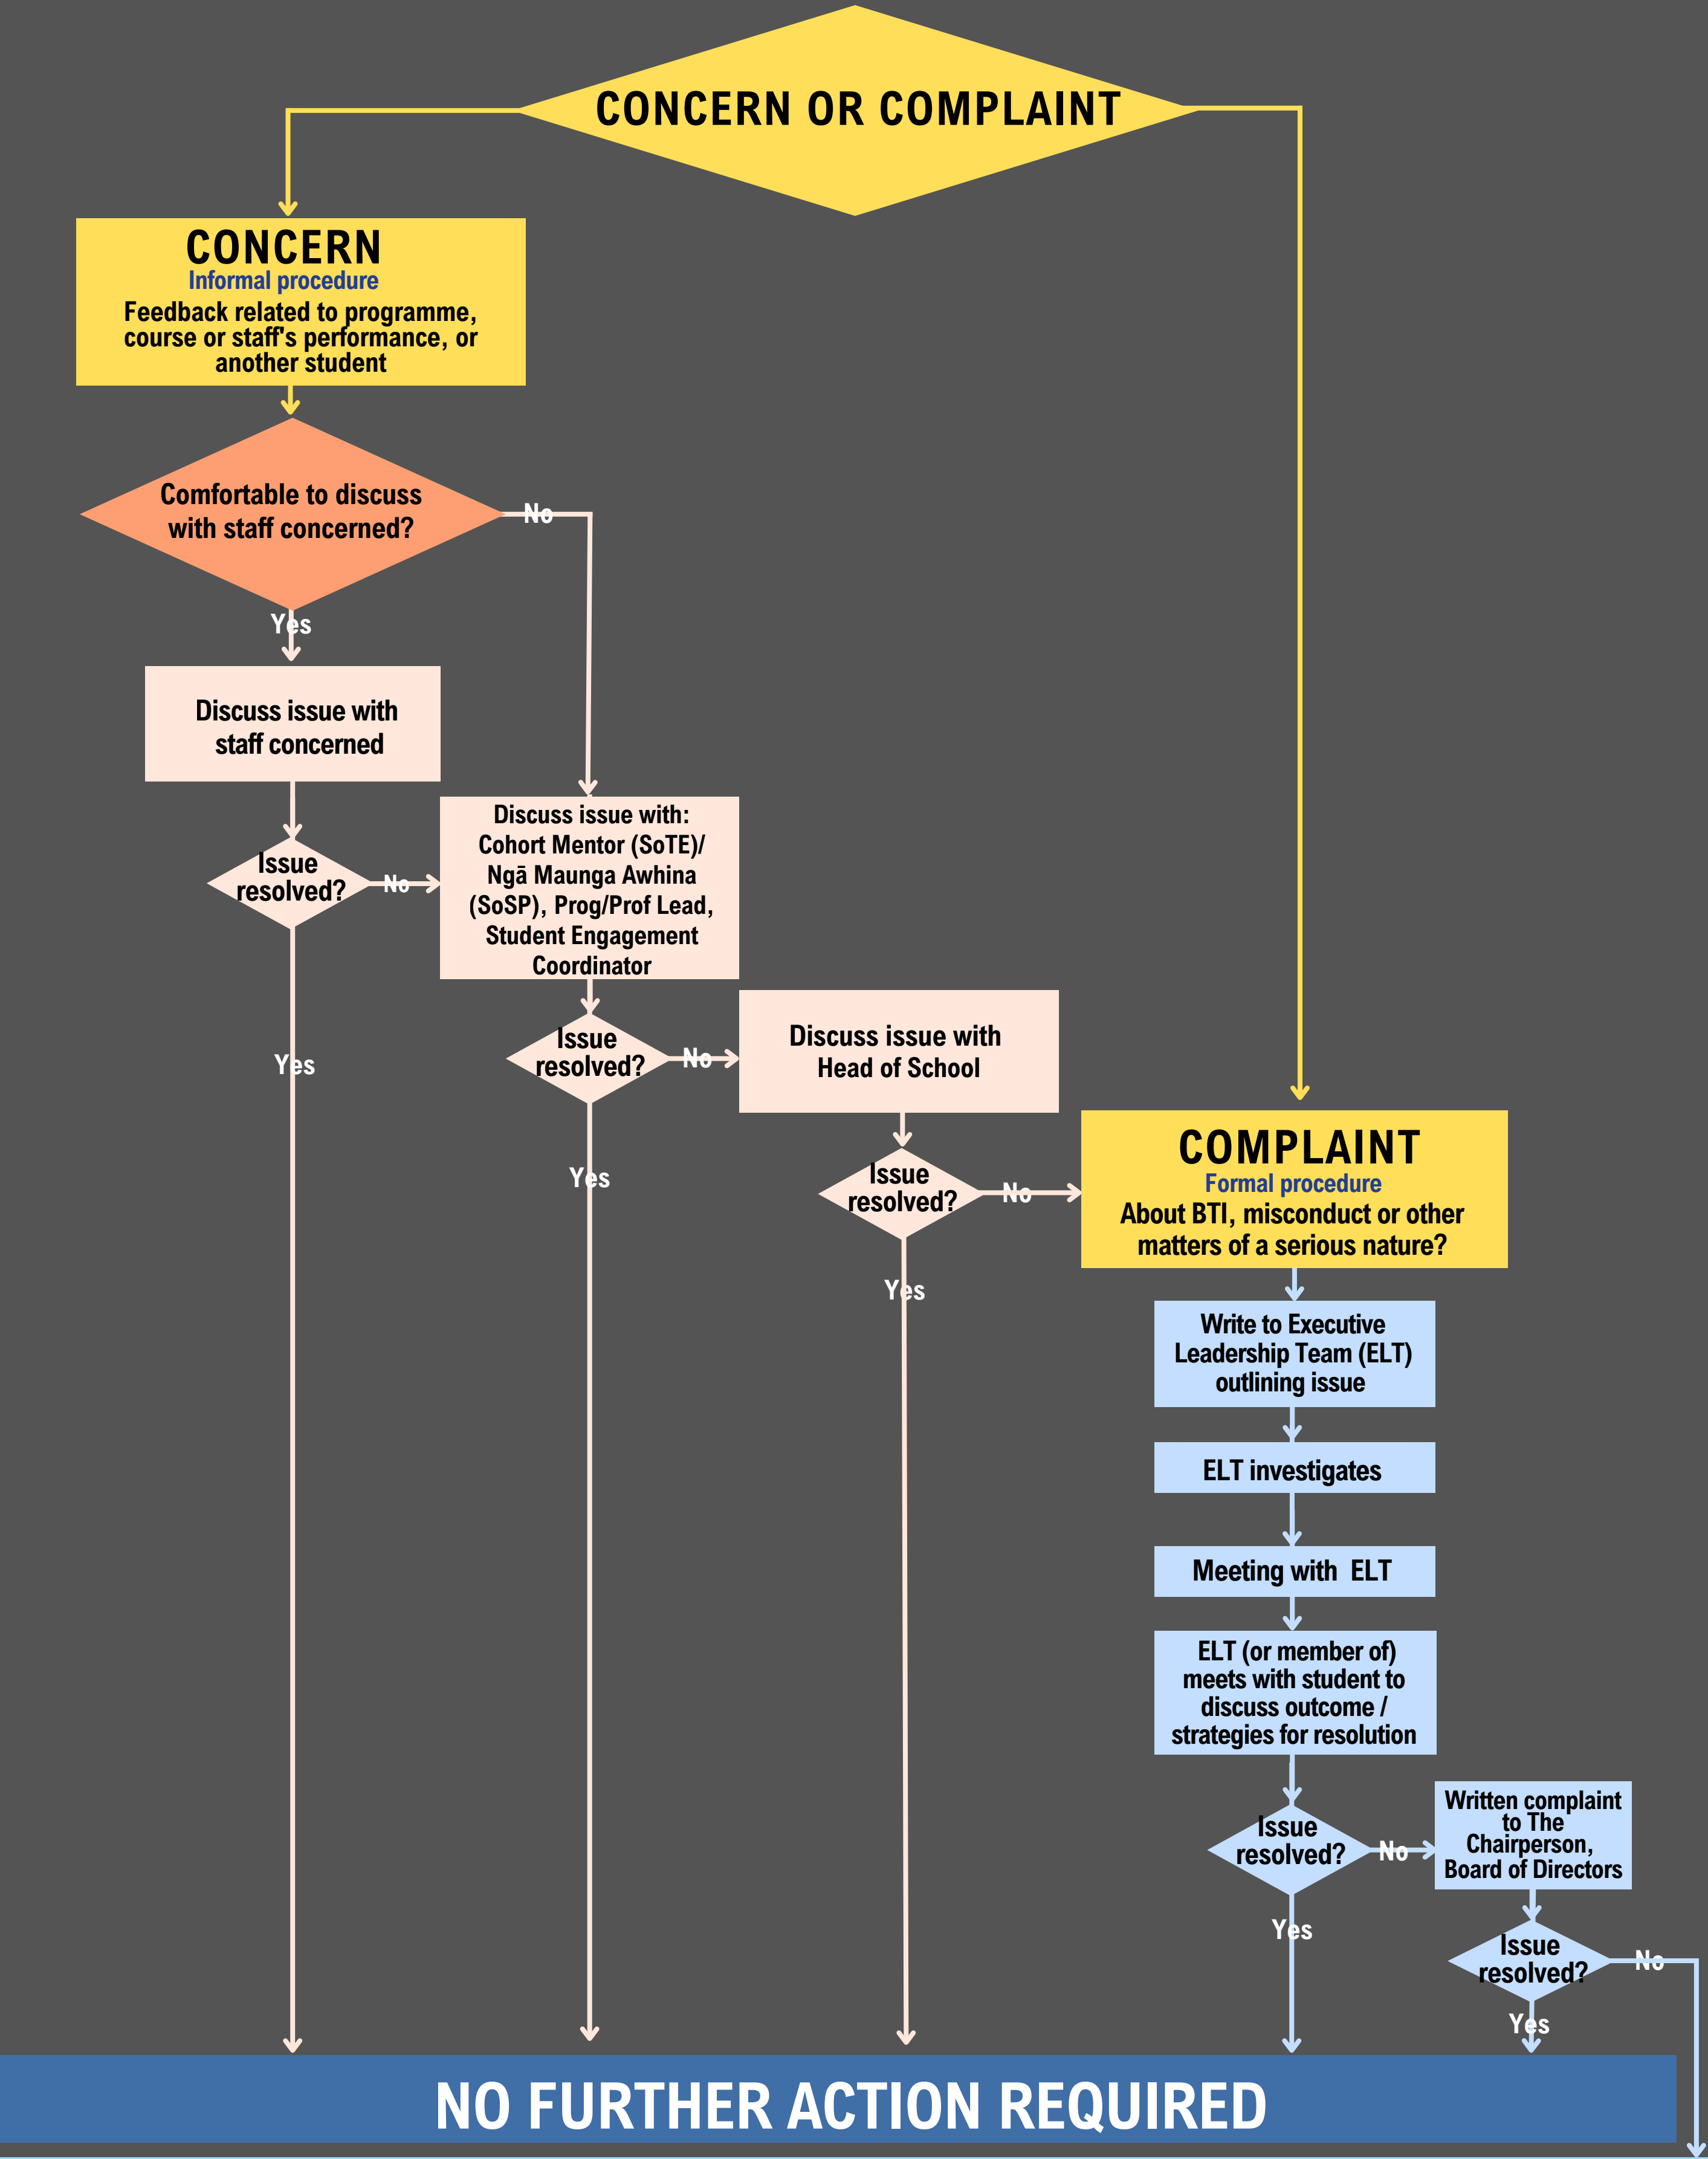 CONCERN OR COMPLAINT
CONCERN
Informal procedure
Feedback related to programme,
course or staff's performance, or
another student
Comfortable to discuss
with staff concerned?
No
Yes
Discuss issue with
staff concerned
Issue
resolved?
No
Yes
Discuss issue with:
Cohort Mentor (SoTE)/
Ngā Maunga Awhina
(SoSP), Prog/Prof Lead,
Student Engagement
Coordinator
Issue
resolved?
No
Yes
Discuss issue with
Head of School
Issue
resolved?
No
Yes
COMPLAINT
Formal procedure
About BTI, misconduct or other
matters of a serious nature?
Write to Executive
Leadership Team (ELT)
outlining issue
ELT investigates
Meeting with ELT
ELT (or member of)
meets with student to
discuss outcome /
strategies for resolution
Issue
resolved?
No
Yes
Written complaint
to The
Chairperson,
Board of Directors
Issue
resolved?
No
Yes
NO FURTHER ACTION REQUIRED